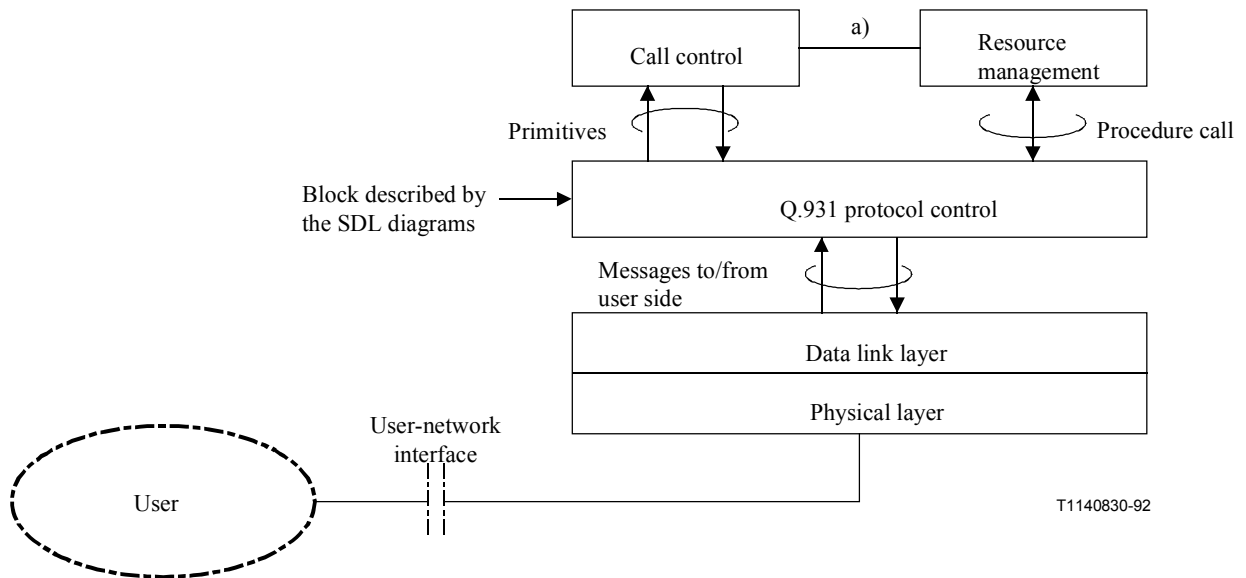 a)
Call control
Resource
management
Primitives
Procedure call
Block described by
the SDL diagrams
Q.931 protocol control
Messages to/from
user side
Data link layer
Physical layer
User-network
interface
User
T1140830-92